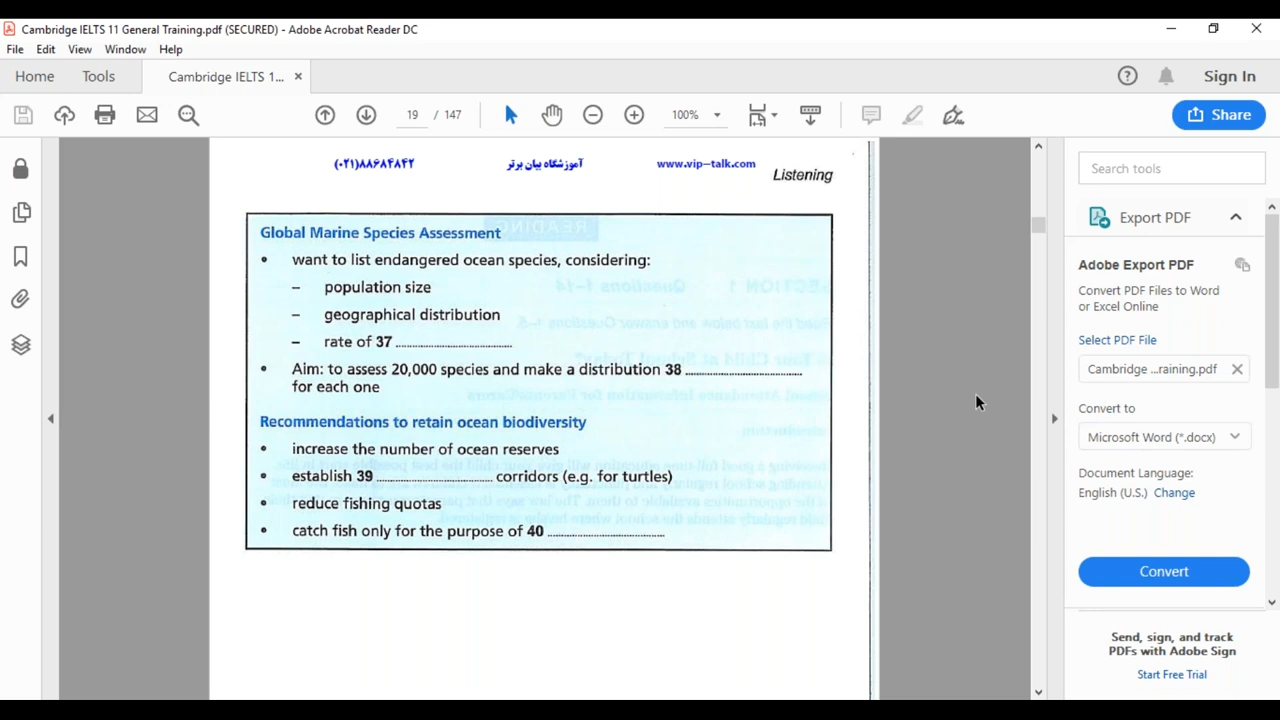 Cambridge IELTS 11 General Training.pdf (SECURED) - Adobe Acrobat Reader DC
File Edit View Window Help
Home Tools Cambridge IELTS 1... × Sign In
19 / 147 100% Share
(۰۲۱)۸۸۶۸۴۸۴۲ آموزشگاه بیان برتر www.vip-talk.com
Listening
Global Marine Species Assessment
• want to list endangered ocean species, considering:
– population size
– geographical distribution
– rate of 37 ........................................
• Aim: to assess 20,000 species and make a distribution 38 ........................................
for each one
Recommendations to retain ocean biodiversity
• increase the number of ocean reserves
• establish 39 ........................................ corridors (e.g. for turtles)
• reduce fishing quotas
• catch fish only for the purpose of 40 ........................................
Search tools
Export PDF
Adobe Export PDF
Convert PDF Files to Word
or Excel Online
Select PDF File
Cambridge ...raining.pdf
Convert to
Microsoft Word (*.docx)
Document Language:
English (U.S.) Change
Convert
Send, sign, and track
PDFs with Adobe Sign
Start Free Trial